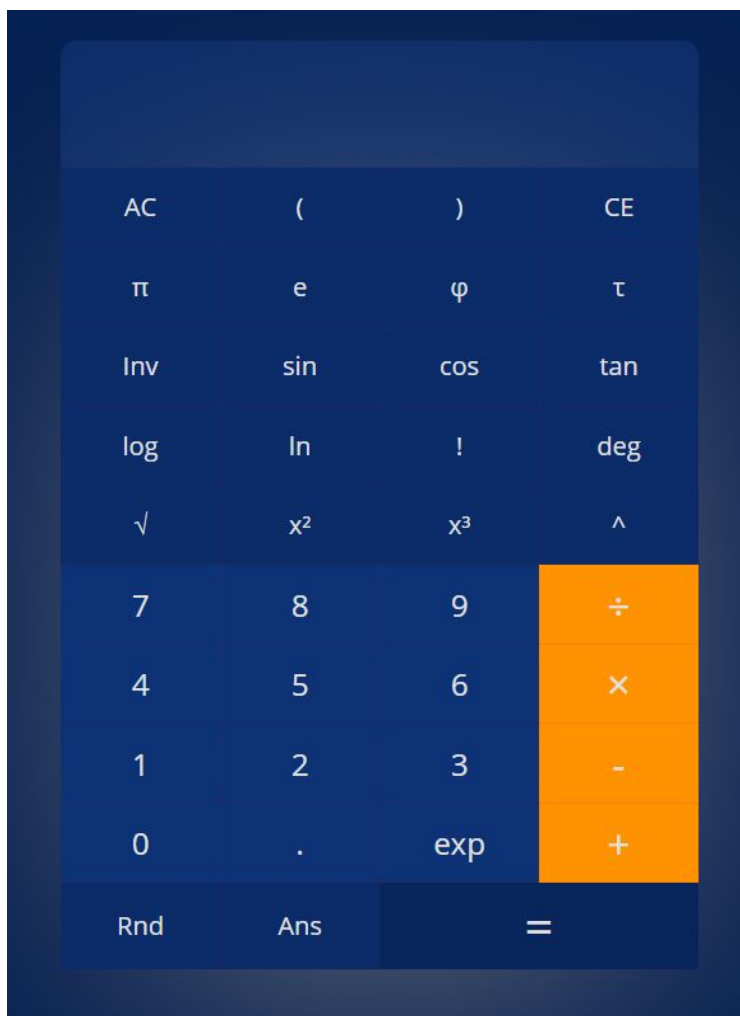 AC ( ) CE
π e φ τ
Inv sin cos tan
log ln ! deg
√ x² x³ ^
7 8 9 ÷
4 5 6 ×
1 2 3 -
0 . exp +
Rnd Ans =